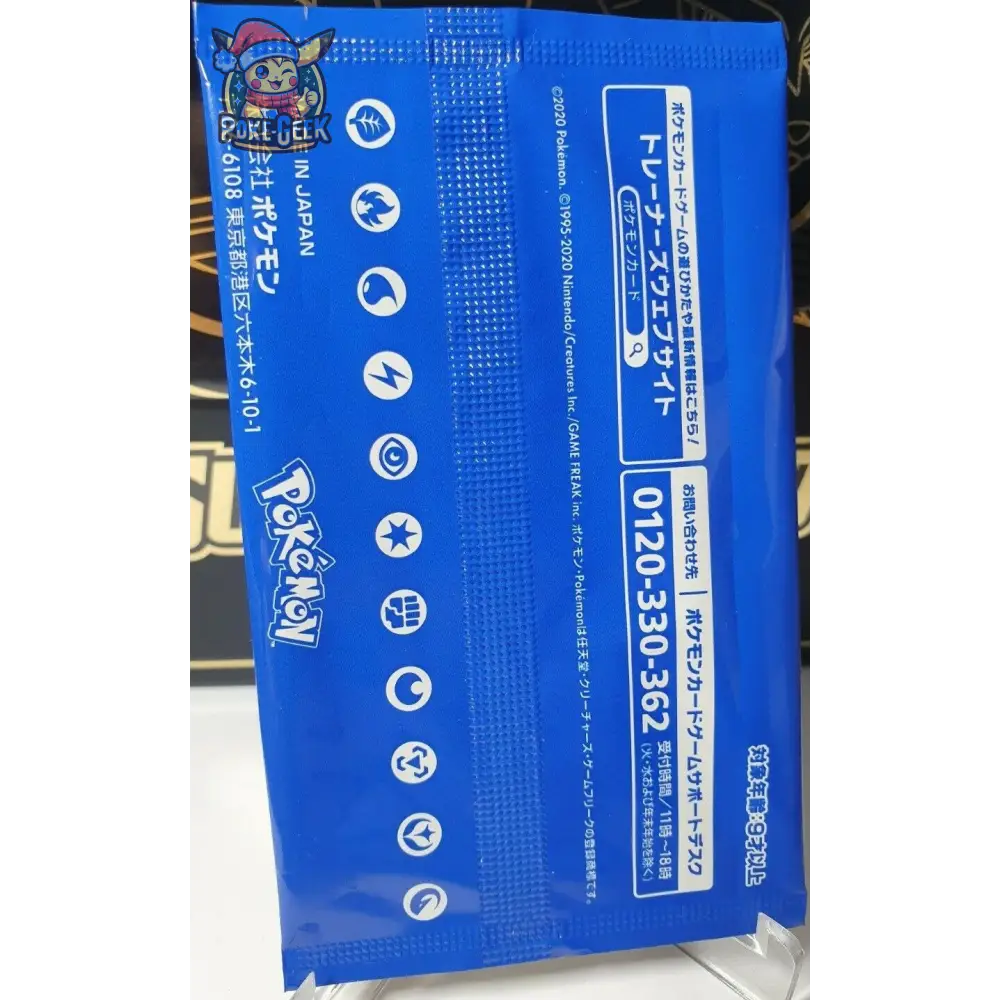 対象年齢:9才以上
ポケモンカードゲームの遊びかたや最新情報はこちら!
トレーナーズウェブサイト
ポケモンカード
お問い合わせ先 | ポケモンカードゲームサポートデスク
0120-330-362
受付時間/11時~18時
(火・水および年末年始を除く)
©2020 Pokémon. ©1995-2020 Nintendo/Creatures Inc./GAME FREAK inc. ポケモン・Pokémonは任天堂・クリーチャーズ・ゲームフリークの登録商標です。
IN JAPAN
会社 ポケモン
6108 東京都港区六本木6-10-1
POKéMON
POKE-GEEK